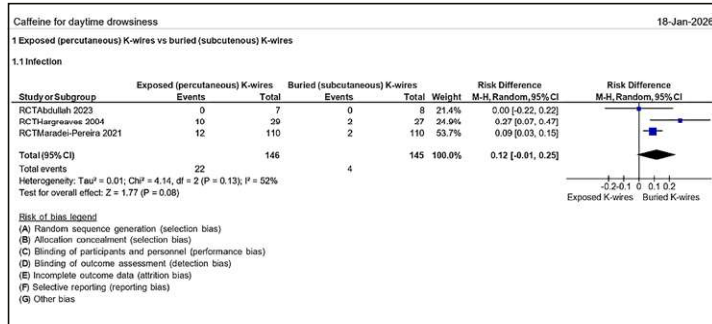 Caffeine for daytime drowsiness 18-Jan-2026
1 Exposed (percutaneous) K-wires vs buried (subcutenous) K-wires
1.1 Infection
Exposed (percutaneous) K-wires Buried (subcutaneous) K-wires Risk Difference Risk Difference
Study or Subgroup Events Total Events Total Weight M-H, Random, 95% CI M-H, Random, 95% CI
RCTAbdullah 2023 0 7 0 8 21.4% 0.00 [-0.22, 0.22]
RCTHargreaves 2004 10 29 2 27 24.9% 0.27 [0.07, 0.47]
RCTMaradei-Pereira 2021 12 110 2 110 53.7% 0.09 [0.03, 0.15]
Total (95% CI) 146 145 100.0% 0.12 [-0.01, 0.25]
Total events 22 4
Heterogeneity: Tau² = 0.01; Chi² = 4.14, df = 2 (P = 0.13); I² = 52%
Test for overall effect: Z = 1.77 (P = 0.08)
-0.2 -0.1 0 0.1 0.2
Exposed K-wires Buried K-wires
Risk of bias legend
(A) Random sequence generation (selection bias)
(B) Allocation concealment (selection bias)
(C) Blinding of participants and personnel (performance bias)
(D) Blinding of outcome assessment (detection bias)
(E) Incomplete outcome data (attrition bias)
(F) Selective reporting (reporting bias)
(G) Other bias